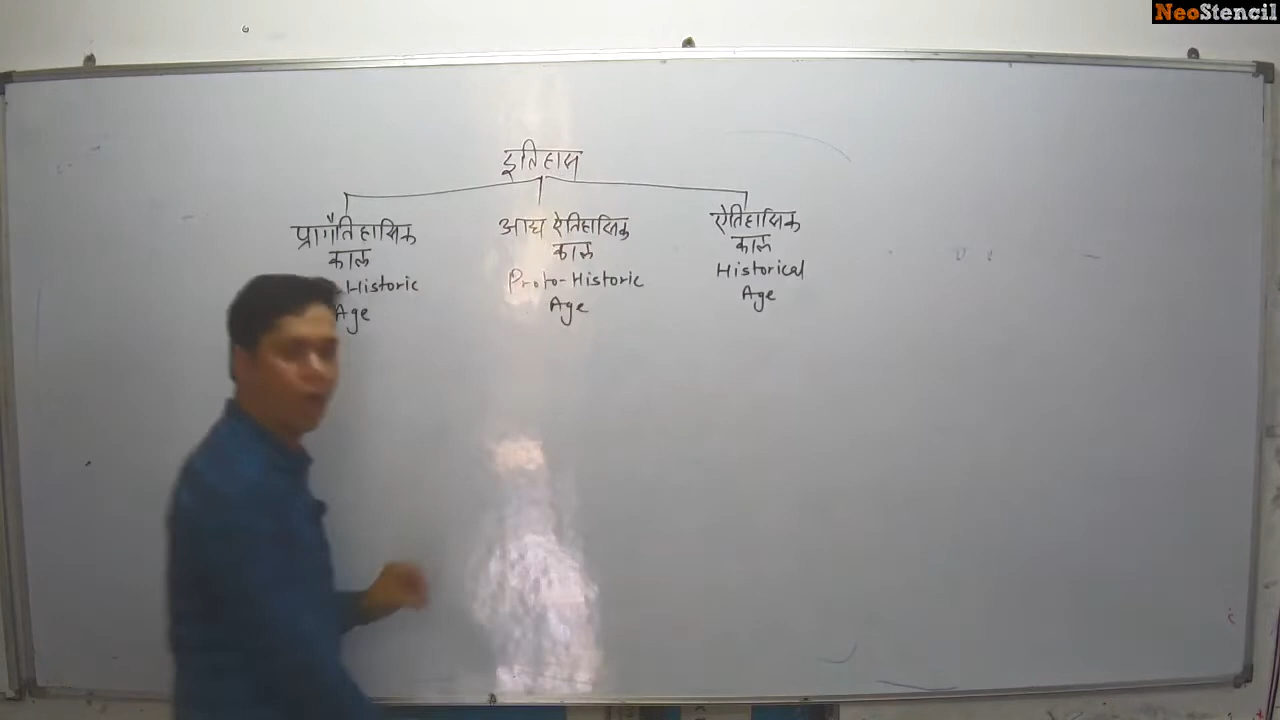 NeoStencil
इतिहास
प्रागैतिहासिक
काल
-Historic
Age
आद्य ऐतिहासिक
काल
Proto-Historic
Age
ऐतिहासिक
काल
Historical
Age